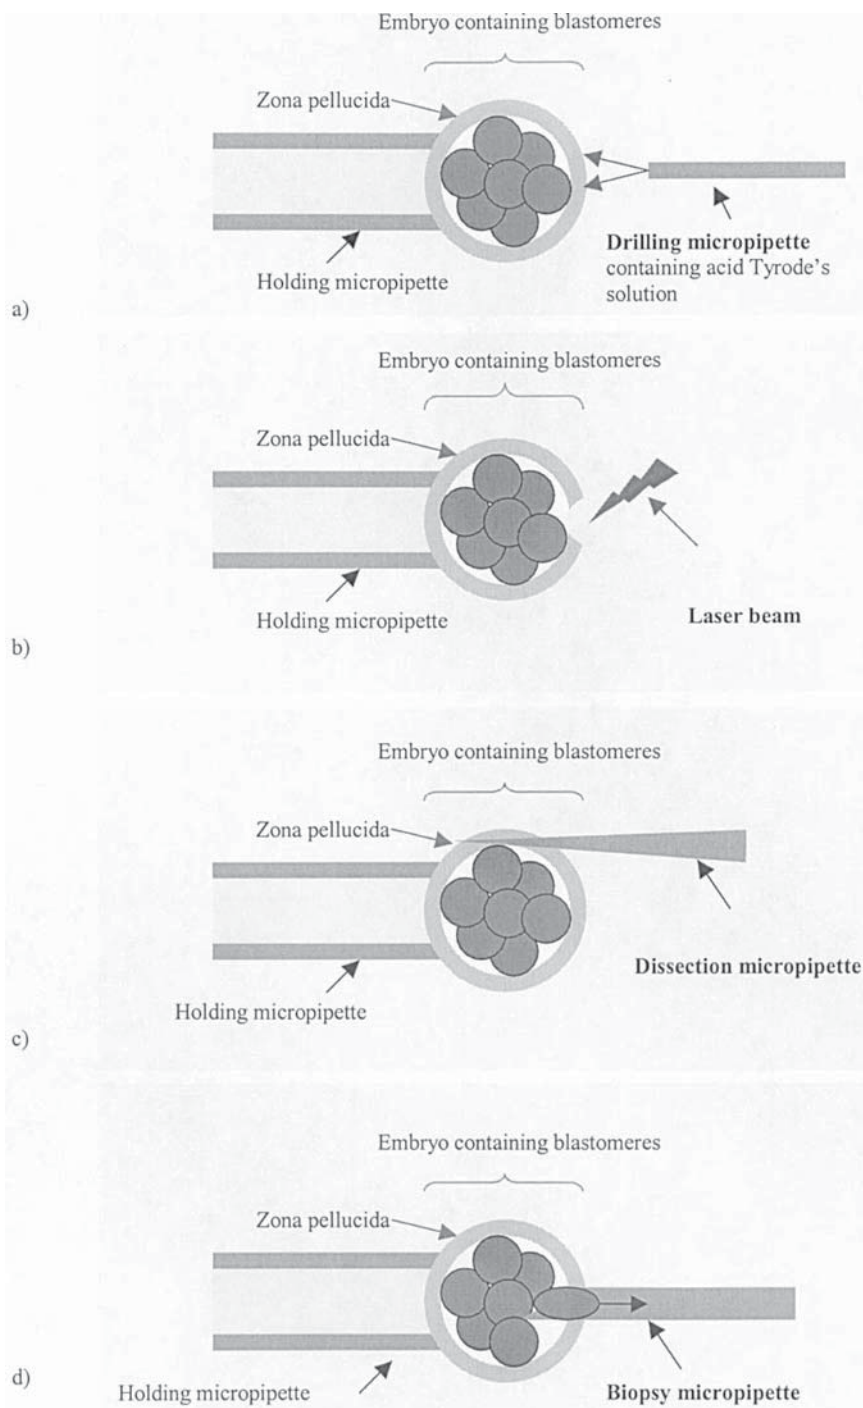 Embryo containing blastomeres
Zona pellucida
Drilling micropipette
containing acid Tyrode's
solution
Holding micropipette
a)
Embryo containing blastomeres
Zona pellucida
Holding micropipette
Laser beam
b)
Embryo containing blastomeres
Zona pellucida
Dissection micropipette
Holding micropipette
c)
Embryo containing blastomeres
Zona pellucida
d)
Holding micropipette
Biopsy micropipette